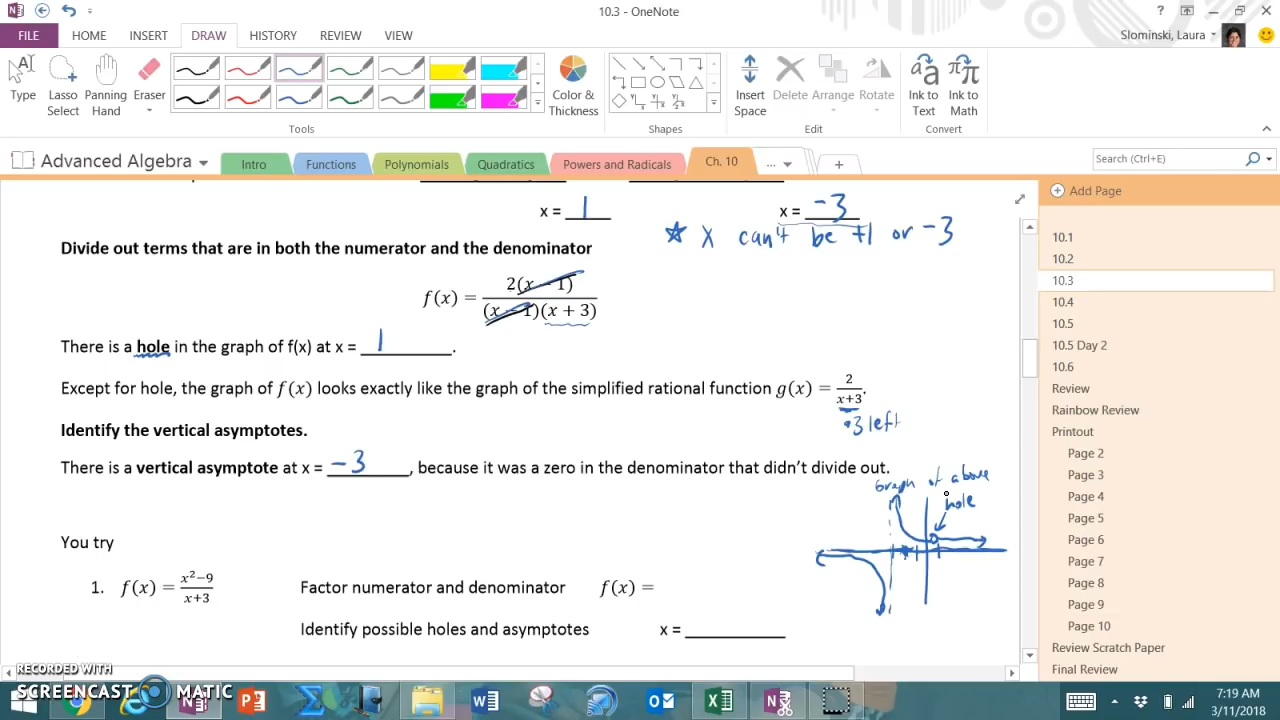 10.3 - OneNote
FILE HOME INSERT DRAW HISTORY REVIEW VIEW
Slominski, Laura
Type Lasso Select Panning Hand Eraser Color & Thickness Insert Space Delete Arrange Rotate Ink to Text Ink to Math
Tools Shapes Edit Convert
Advanced Algebra Intro Functions Polynomials Quadratics Powers and Radicals Ch. 10 ... Search (Ctrl+E)
Add Page
10.1
10.2
10.3
10.4
10.5
10.5 Day 2
10.6
Review
Rainbow Review
Printout
Page 2
Page 3
Page 4
Page 5
Page 6
Page 7
Page 8
Page 9
Page 10
Review Scratch Paper
Final Review
x = 1 x = -3
★ x can't be +1 or -3
Divide out terms that are in both the numerator and the denominator
f(x) = 2(x − 1) / (x − 1)(x + 3)
There is a hole in the graph of f(x) at x = 1.
Except for hole, the graph of f(x) looks exactly like the graph of the simplified rational function g(x) = 2/x+3.
3 left
Identify the vertical asymptotes.
There is a vertical asymptote at x = -3, because it was a zero in the denominator that didn't divide out.
Graph of above
hole
You try
1. f(x) = x²−9/x+3 Factor numerator and denominator f(x) =
Identify possible holes and asymptotes x =
RECORDED WITH
SCREENCAST MATIC
7:19 AM
3/11/2018